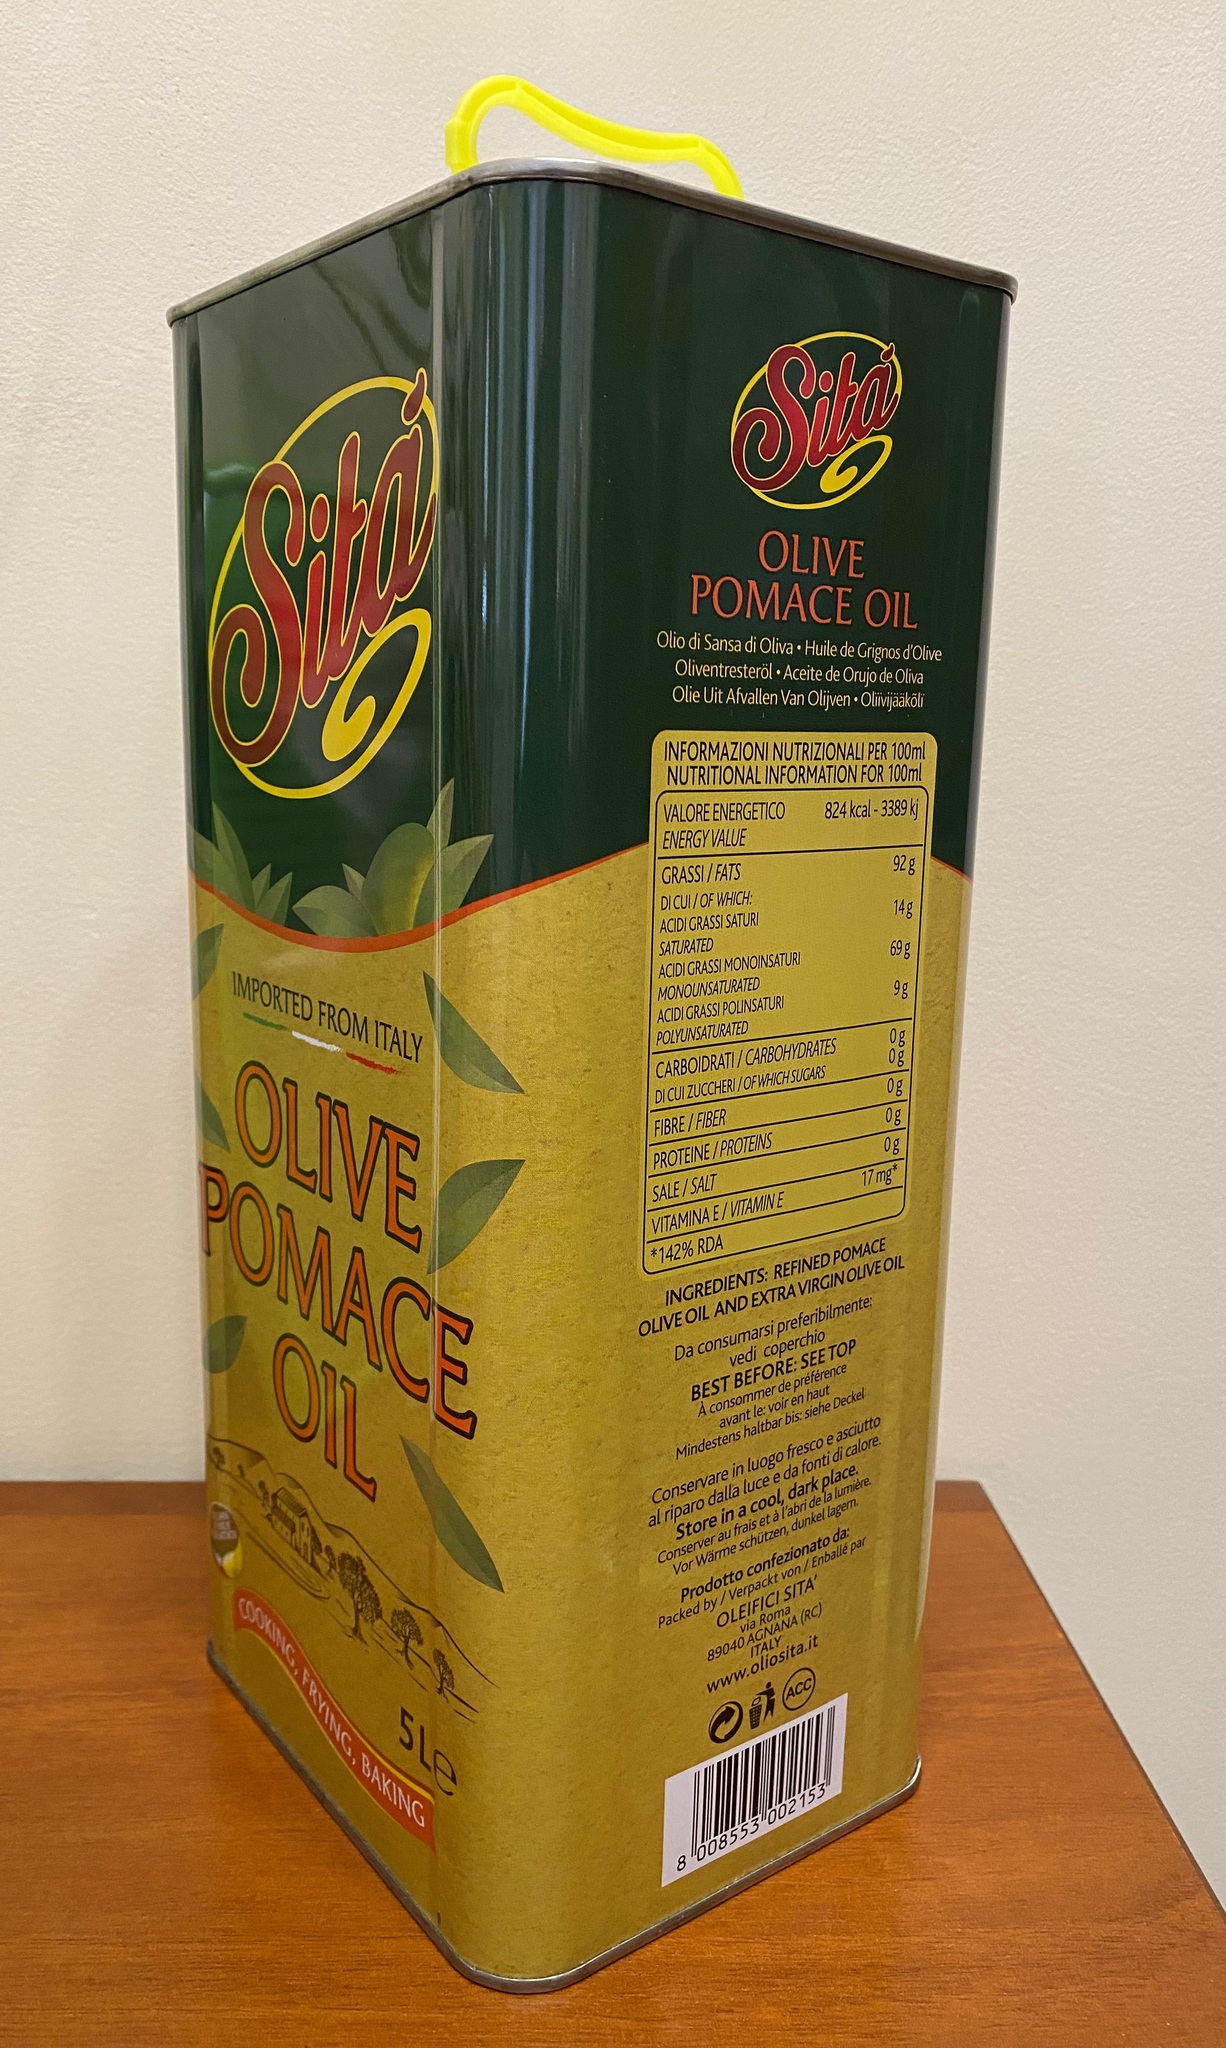 Sitá
IMPORTED FROM ITALY
OLIVE
POMACE
OIL
COOKING, FRYING, BAKING
5 L e
Sitá
OLIVE
POMACE OIL
Olio di Sansa di Oliva • Huile de Grignos d'Olive
Oliventresteröl • Aceite de Orujo de Oliva
Olie Uit Afvallen Van Olijven • Oliivijääkõli
INFORMAZIONI NUTRIZIONALI PER 100ml
NUTRITIONAL INFORMATION FOR 100ml
VALORE ENERGETICO 824 kcal - 3389 kj
ENERGY VALUE
GRASSI / FATS 92 g
DI CUI / OF WHICH:
ACIDI GRASSI SATURI 14 g
SATURATED
ACIDI GRASSI MONOINSATURI 69 g
MONOUNSATURATED
ACIDI GRASSI POLINSATURI 9 g
POLYUNSATURATED
CARBOIDRATI / CARBOHYDRATES 0 g
DI CUI ZUCCHERI / OF WHICH SUGARS 0 g
FIBRE / FIBER 0 g
PROTEINE / PROTEINS 0 g
SALE / SALT 0 g
VITAMINA E / VITAMIN E 17 mg*
*142% RDA
INGREDIENTS: REFINED POMACE
OLIVE OIL AND EXTRA VIRGIN OLIVE OIL
Da consumarsi preferibilmente:
vedi coperchio
BEST BEFORE: SEE TOP
À consommer de préférence
avant le: voir en haut
Mindestens haltbar bis: siehe Deckel
Conservare in luogo fresco e asciutto
al riparo dalla luce e da fonti di calore.
Store in a cool, dark place.
Conserver au frais et à l'abri de la lumière.
Vor Wärme schützen, dunkel lagern.
Prodotto confezionato da:
Packed by / Verpackt von / Enballé par
OLEIFICI SITA'
via Roma
89040 AGNANA (RC)
ITALY
www.oliosita.it
ACC
8 008553 002153